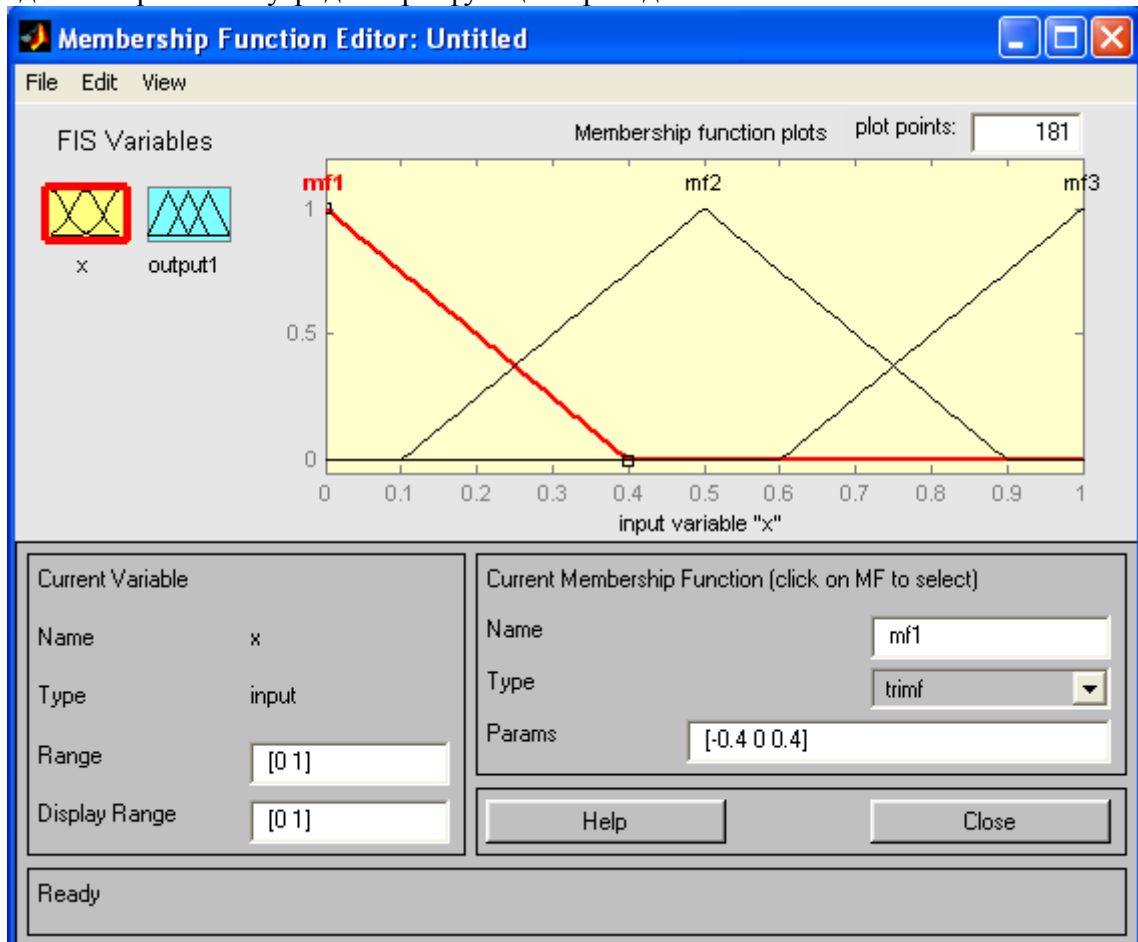 Membership Function Editor: Untitled
File Edit View
FIS Variables
Membership function plots
plot points:
181
x
output1
mf1
mf2
mf3
1
0.5
0
0 0.1 0.2 0.3 0.4 0.5 0.6 0.7 0.8 0.9 1
input variable "x"
Current Variable
Name x
Type input
Range [0 1]
Display Range [0 1]
Current Membership Function (click on MF to select)
Name mf1
Type trimf
Params [-0.4 0 0.4]
Help
Close
Ready